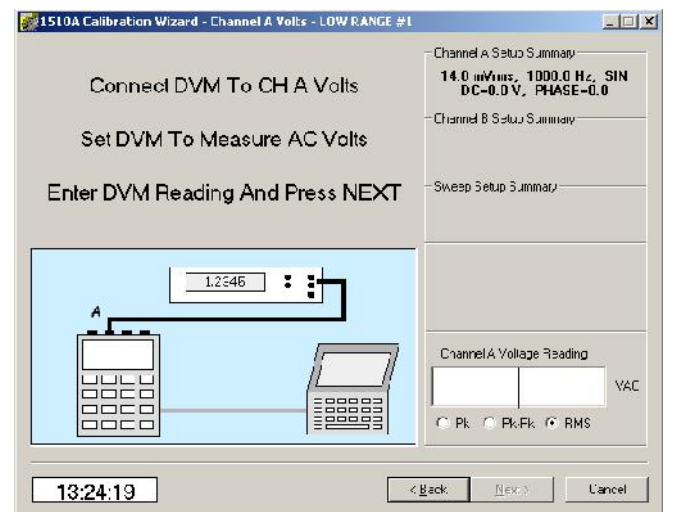 1510A Calibration Wizard - Channel A Volts - LOW RANGE #1
Connect DVM To CH A Volts
Set DVM To Measure AC Volts
Enter DVM Reading And Press NEXT
Channel A Setup Summary
14.0 mVrms, 1000.0 Hz, SIN
DC=0.0 V, PHASE=0.0
Channel B Setup Summary
Sweep Setup Summary
1.2345
A
Channel A Voltage Reading
VAC
Pk Pk-Pk RMS
13:24:19
< Back Next > Cancel